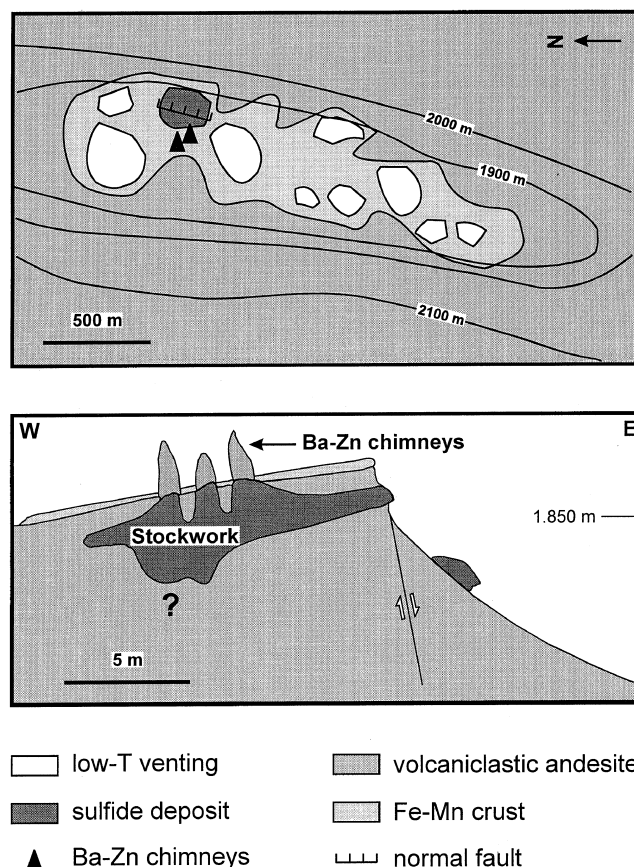 N
2000 m
1900 m
500 m
2100 m
W
E
Ba-Zn chimneys
1.850 m
Stockwork
?
5 m
low-T venting
volcaniclastic andesite
sulfide deposit
Fe-Mn crust
Ba-Zn chimneys
normal fault